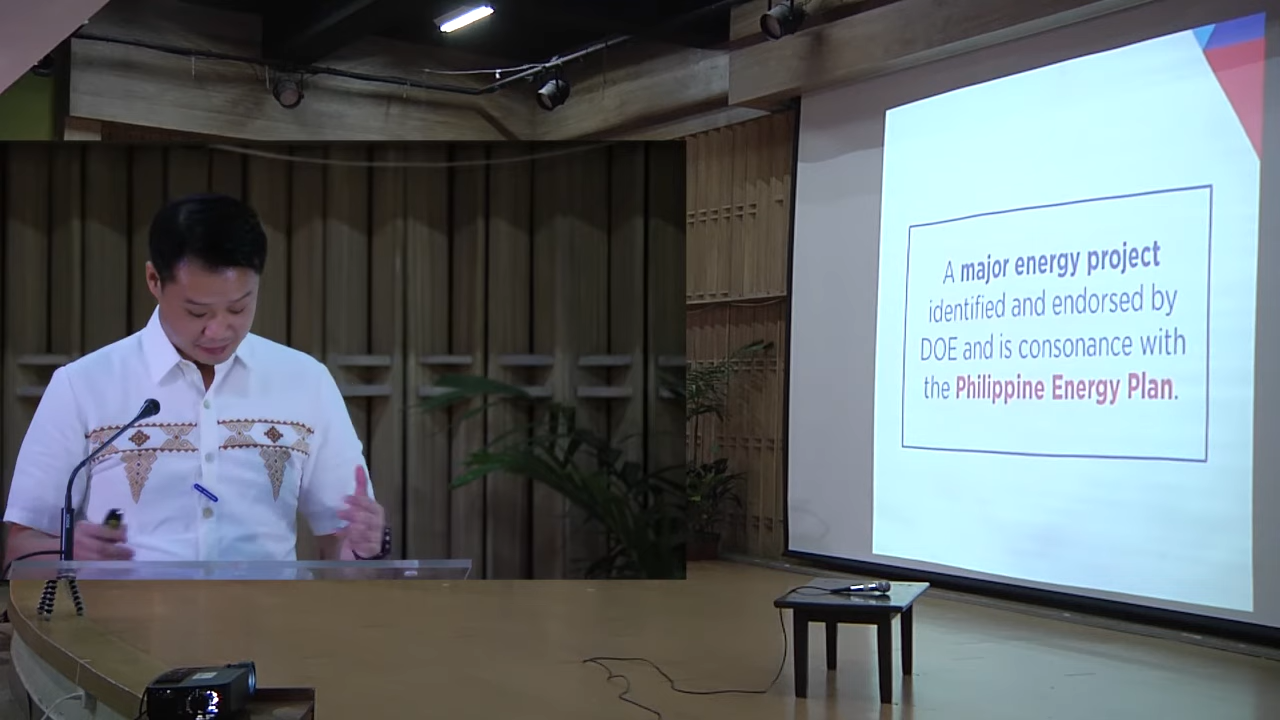 A major energy project
identified and endorsed by
DOE and is consonance with
the Philippine Energy Plan.